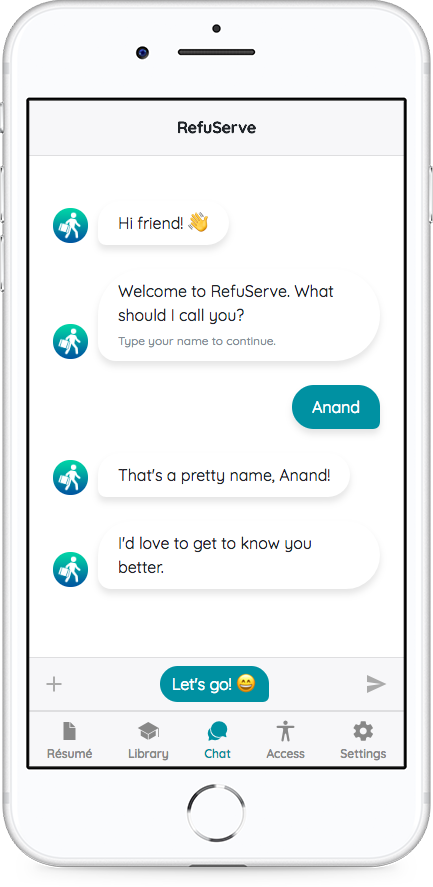 RefuServe
Hi friend! 👋
Welcome to RefuServe. What
should I call you?
Type your name to continue.
Anand
That's a pretty name, Anand!
I'd love to get to know you
better.
Let's go! 😄
Résumé
Library
Chat
Access
Settings